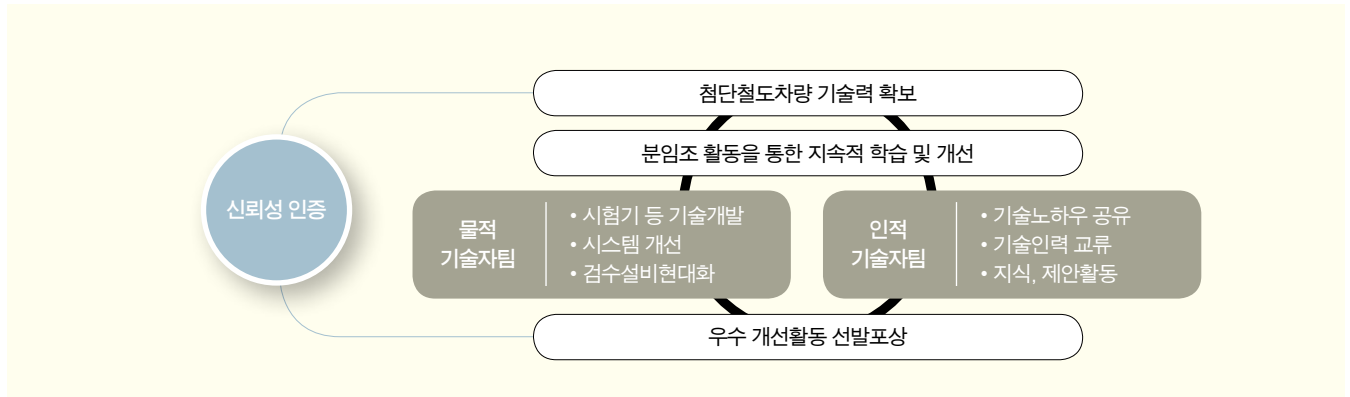 첨단철도차량 기술력 확보
분임조 활동을 통한 지속적 학습 및 개선
신뢰성 인증
물적
기술자팀
• 시험기 등 기술개발
• 시스템 개선
• 검수설비현대화
인적
기술자팀
• 기술노하우 공유
• 기술인력 교류
• 지식, 제안활동
우수 개선활동 선발포상